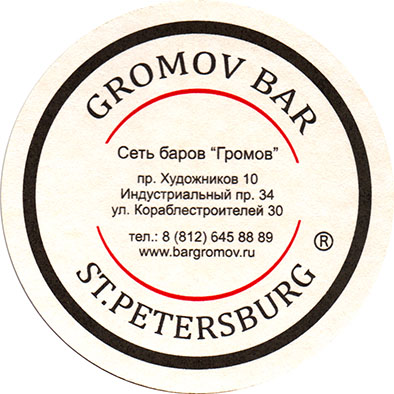 GROMOV BAR
Сеть баров "Громов"
пр. Художников 10
Индустриальный пр. 34
ул. Кораблестроителей 30
тел.: 8 (812) 645 88 89
www.bargromov.ru
®
ST.PETERSBURG